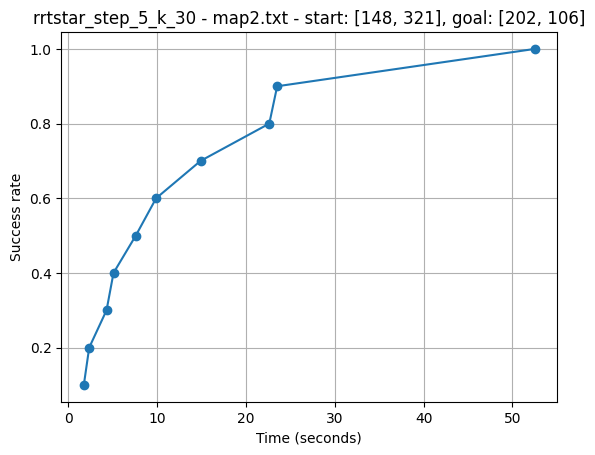 rrtstar_step_5_k_30 - map2.txt - start: [148, 321], goal: [202, 106]
1.0
0.8
0.6
0.4
0.2
Success rate
0 10 20 30 40 50
Time (seconds)